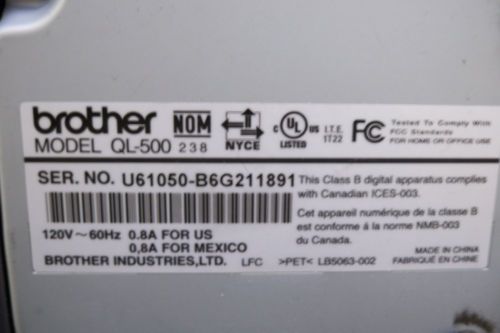 brother NOM NYCE c UL us LISTED I.T.E. 1T22 FC Tested To Comply With FCC Standards FOR HOME OR OFFICE USE
MODEL QL-500 238
SER. NO. U61050-B6G211891
This Class B digital apparatus complies
with Canadian ICES-003.
Cet appareil numérique de la classe B
est conforme à la norme NMB-003
du Canada.
120V~60Hz 0.8A FOR US
0,8A FOR MEXICO
BROTHER INDUSTRIES,LTD. LFC >PET< LB5063-002
MADE IN CHINA
FABRIQUÉ EN CHINE